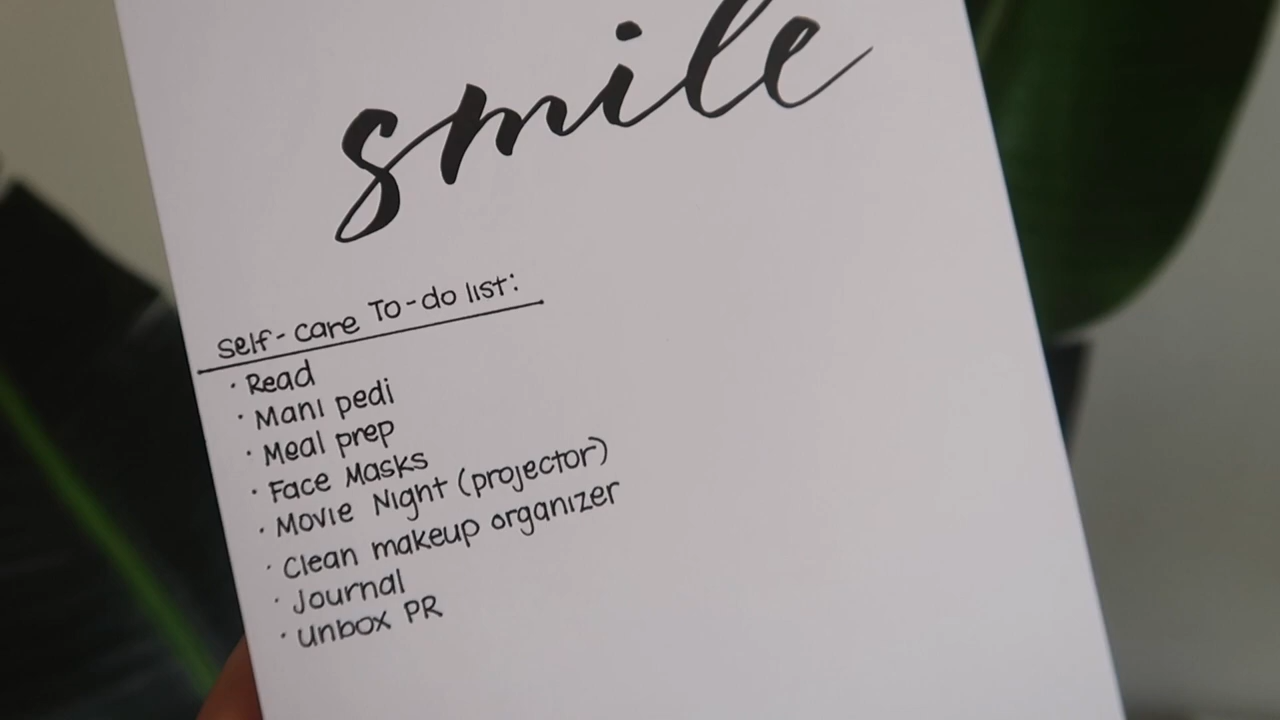 smile
self-care To-do list:
· Read
· Mani pedi
· Meal prep
· Face Masks
· Movie Night (projector)
· Clean makeup organizer
· Journal
· unbox PR